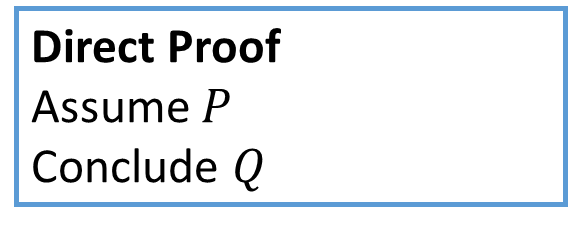 Direct Proof
Assume P
Conclude Q